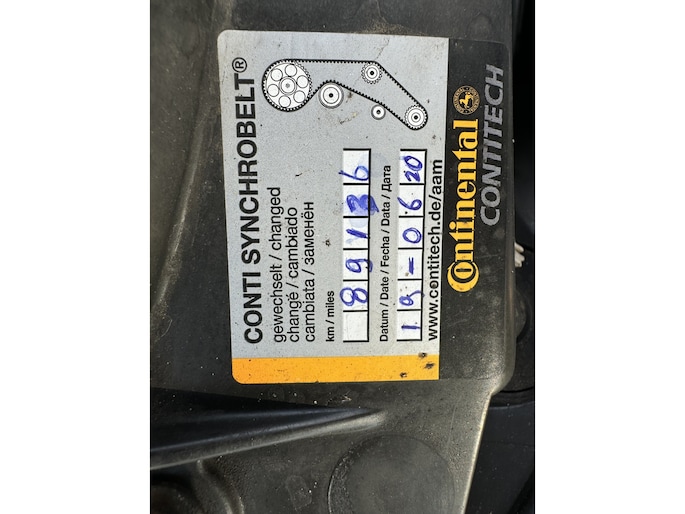 CONTI SYNCHROBELT®
gewechselt / changed
changé / cambiado
cambiata / заменён
km / miles
89136
Datum / Date / Fecha / Data / Дата
19-06 20
www.contitech.de/aam
Continental
CONTITECH